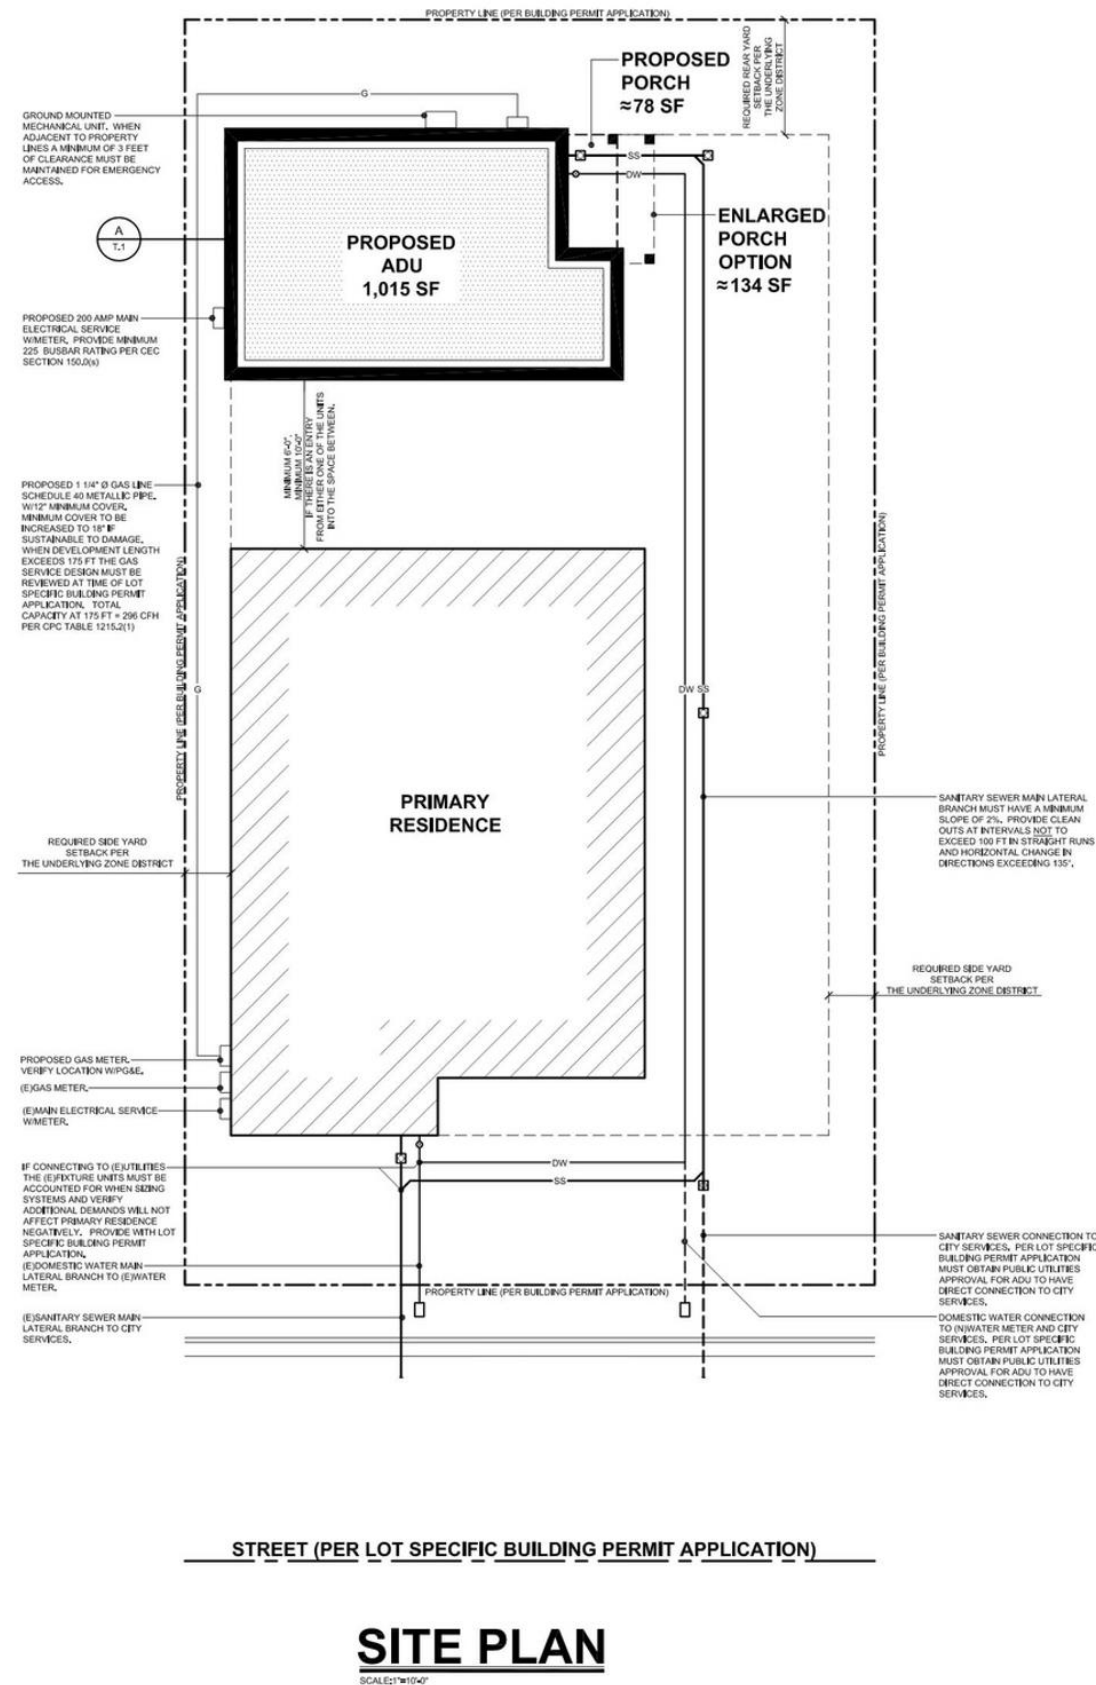 PROPERTY LINE (PER BUILDING PERMIT APPLICATION)
PROPOSED
PORCH
≈78 SF
REQUIRED REAR YARD
SETBACK PER
THE UNDERLYING
ZONE DISTRICT
G
GROUND MOUNTED
MECHANICAL UNIT. WHEN
ADJACENT TO PROPERTY
LINES A MINIMUM OF 3 FEET
OF CLEARANCE MUST BE
MAINTAINED FOR EMERGENCY
ACCESS.
SS
DW
A
T.1
PROPOSED
ADU
1,015 SF
ENLARGED
PORCH
OPTION
≈134 SF
PROPOSED 200 AMP MAIN
ELECTRICAL SERVICE
W/METER. PROVIDE MINIMUM
225 BUSBAR RATING PER CEC
SECTION 150.0(s)
MINIMUM 6'-0".
MINIMUM 10'-0"
IF THERE IS AN ENTRY
FROM EITHER ONE OF THE UNITS
INTO THE SPACE BETWEEN.
PROPOSED 1 1/4" Ø GAS LINE
SCHEDULE 40 METALLIC PIPE.
W/12" MINIMUM COVER.
MINIMUM COVER TO BE
INCREASED TO 18" IF
SUSTAINABLE TO DAMAGE.
WHEN DEVELOPMENT LENGTH
EXCEEDS 175 FT THE GAS
SERVICE DESIGN MUST BE
REVIEWED AT TIME OF LOT
SPECIFIC BUILDING PERMIT
APPLICATION. TOTAL
CAPACITY AT 175 FT = 296 CFH
PER CPC TABLE 1215.2(1)
PROPERTY LINE (PER BUILDING PERMIT APPLICATION)
PROPERTY LINE (PER BUILDING PERMIT APPLICATION)
G
DW SS
PRIMARY
RESIDENCE
SANITARY SEWER MAIN LATERAL
BRANCH MUST HAVE A MINIMUM
SLOPE OF 2%. PROVIDE CLEAN
OUTS AT INTERVALS NOT TO
EXCEED 100 FT IN STRAIGHT RUNS
AND HORIZONTAL CHANGE IN
DIRECTIONS EXCEEDING 135°.
REQUIRED SIDE YARD
SETBACK PER
THE UNDERLYING ZONE DISTRICT
REQUIRED SIDE YARD
SETBACK PER
THE UNDERLYING ZONE DISTRICT
PROPOSED GAS METER.
VERIFY LOCATION W/PG&E.
(E)GAS METER.
(E)MAIN ELECTRICAL SERVICE
W/METER.
DW
SS
IF CONNECTING TO (E)UTILITIES
THE (E)FIXTURE UNITS MUST BE
ACCOUNTED FOR WHEN SIZING
SYSTEMS AND VERIFY
ADDITIONAL DEMANDS WILL NOT
AFFECT PRIMARY RESIDENCE
NEGATIVELY. PROVIDE WITH LOT
SPECIFIC BUILDING PERMIT
APPLICATION.
(E)DOMESTIC WATER MAIN
LATERAL BRANCH TO (E)WATER
METER.
(E)SANITARY SEWER MAIN
LATERAL BRANCH TO CITY
SERVICES.
PROPERTY LINE (PER BUILDING PERMIT APPLICATION)
SANITARY SEWER CONNECTION TO
CITY SERVICES. PER LOT SPECIFIC
BUILDING PERMIT APPLICATION
MUST OBTAIN PUBLIC UTILITIES
APPROVAL FOR ADU TO HAVE
DIRECT CONNECTION TO CITY
SERVICES.
DOMESTIC WATER CONNECTION
TO (N)WATER METER AND CITY
SERVICES. PER LOT SPECIFIC
BUILDING PERMIT APPLICATION
MUST OBTAIN PUBLIC UTILITIES
APPROVAL FOR ADU TO HAVE
DIRECT CONNECTION TO CITY
SERVICES.
STREET (PER LOT SPECIFIC BUILDING PERMIT APPLICATION)
SITE PLAN
SCALE:1"=10'-0"